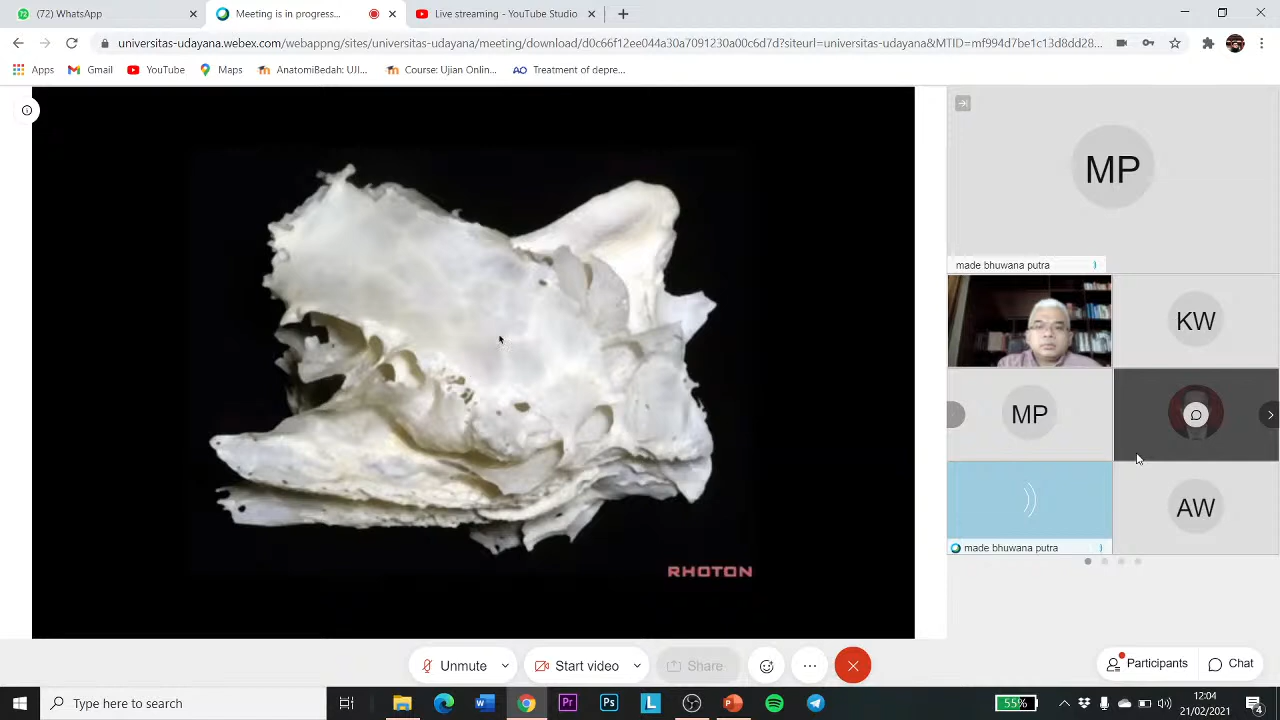 (72) WhatsApp
Meeting is in progress...
Live streaming - YouTube Studio
universitas-udayana.webex.com/webappng/sites/universitas-udayana/meeting/download/d0c66f12ee044a30a7091230a00c6d7d?siteurl=universitas-udayana&MTID=mf994d7be1c13d8dd28...
Apps
Gmail
YouTube
Maps
AnatomiBedah: UJI...
Course: Ujian Onlin...
Treatment of depre...
MP
made bhuwana putra
KW
MP
made bhuwana putra
AW
RHOTON
Unmute
Start video
Share
Participants
Chat
Type here to search
55%
12:04
21/02/2021